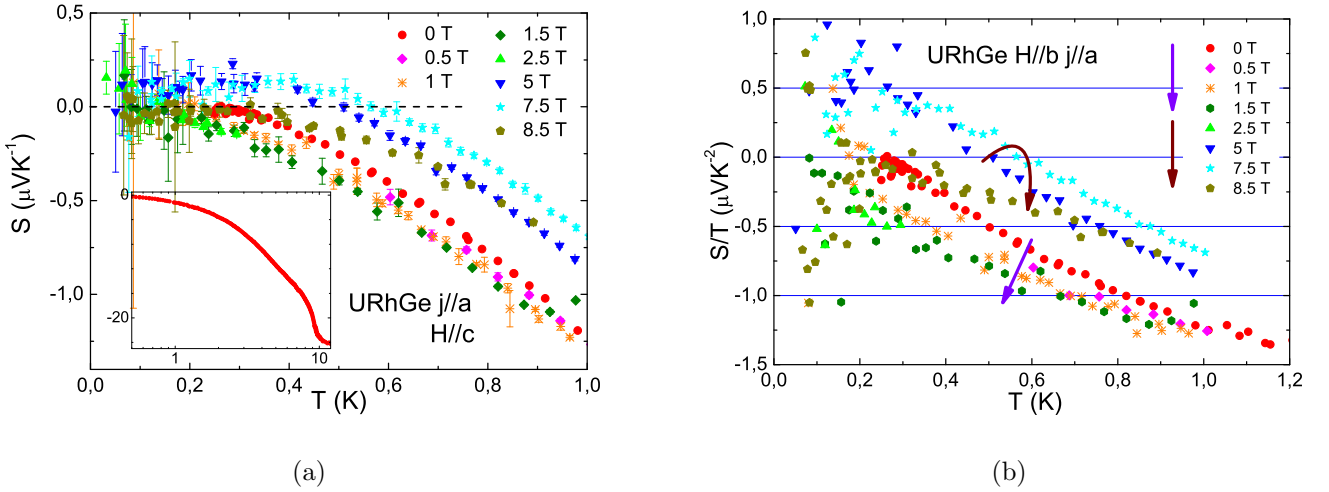 0,5
0,0
-0,5
-1,0
S (μVK⁻¹)
0 T
0.5 T
1 T
1.5 T
2.5 T
5 T
7.5 T
8.5 T
0
-20
1
10
URhGe j//a
H//c
0,0
0,2
0,4
0,6
0,8
1,0
T (K)
(a)
1,0
0,5
0,0
-0,5
-1,0
-1,5
S/T (μVK⁻²)
URhGe H//b j//a
0 T
0.5 T
1 T
1.5 T
2.5 T
5 T
7.5 T
8.5 T
0,0
0,2
0,4
0,6
0,8
1,0
1,2
T (K)
(b)